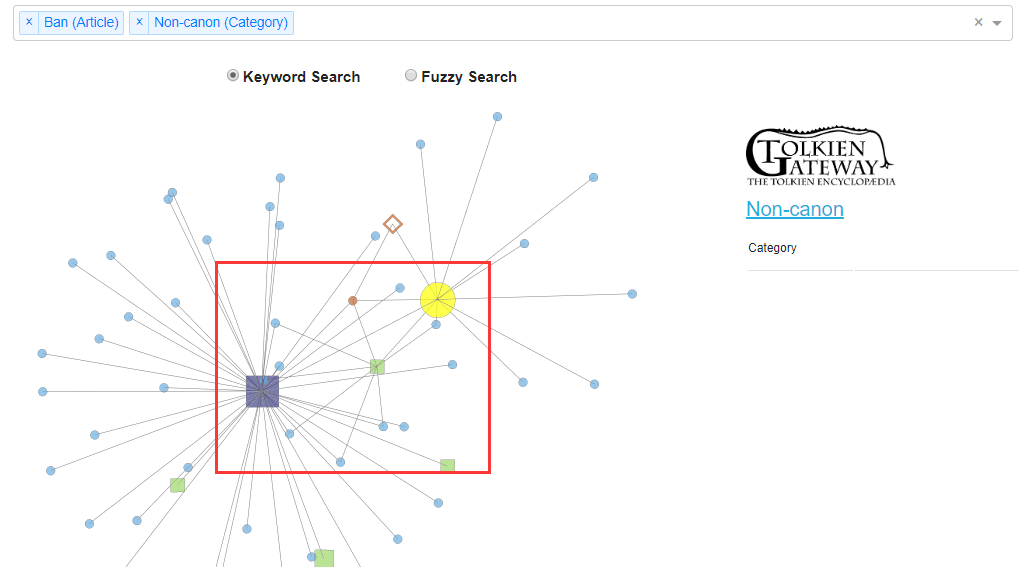 × Ban (Article) × Non-canon (Category) ×
Keyword Search Fuzzy Search
TOLKIEN
GATEWAY
THE TOLKIEN ENCYCLOPÆDIA
Non-canon
Category